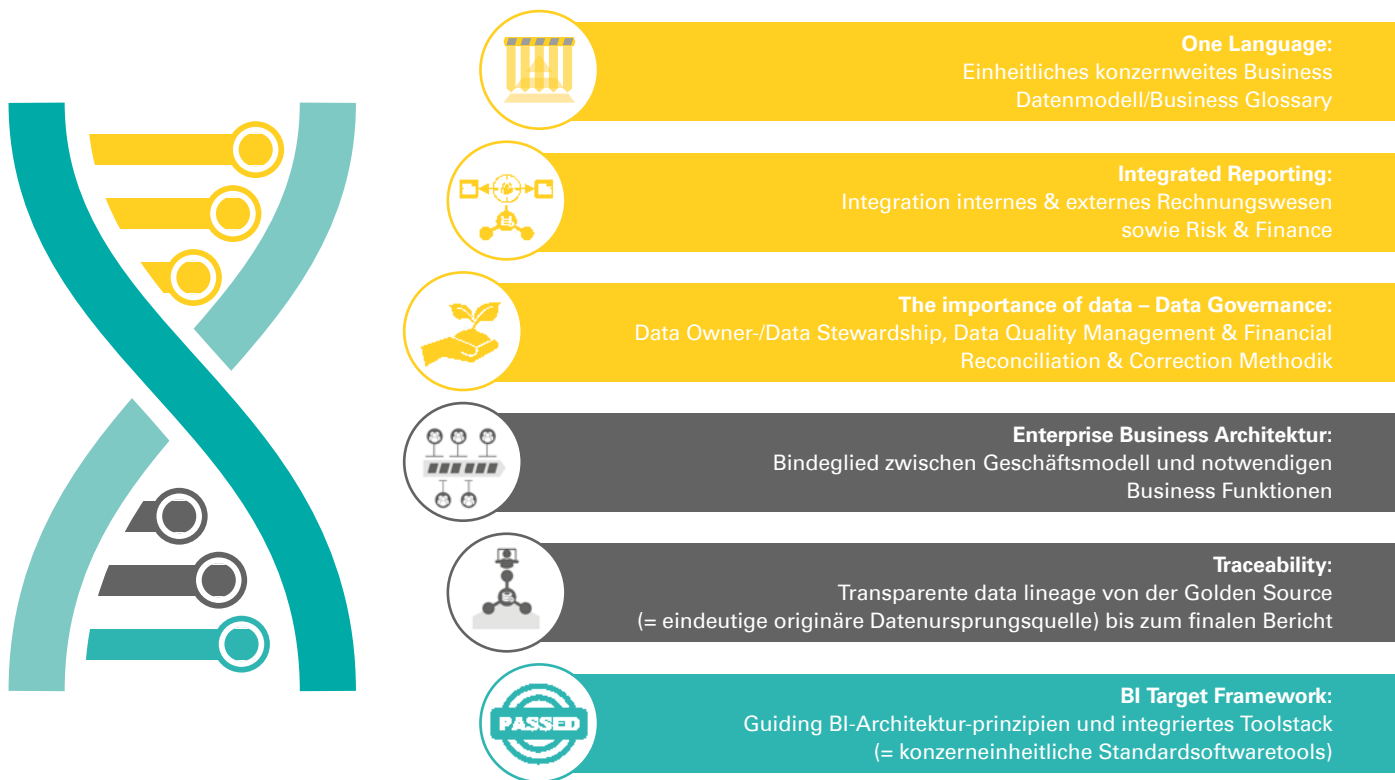 One Language:
Einheitliches konzernweites Business
Datenmodell/Business Glossary
Integrated Reporting:
Integration internes & externes Rechnungswesen
sowie Risk & Finance
The importance of data – Data Governance:
Data Owner-/Data Stewardship, Data Quality Management & Financial
Reconciliation & Correction Methodik
Enterprise Business Architektur:
Bindeglied zwischen Geschäftsmodell und notwendigen
Business Funktionen
Traceability:
Transparente data lineage von der Golden Source
(= eindeutige originäre Datenursprungsquelle) bis zum finalen Bericht
PASSED
BI Target Framework:
Guiding BI-Architektur-prinzipien und integriertes Toolstack
(= konzerneinheitliche Standardsoftwaretools)